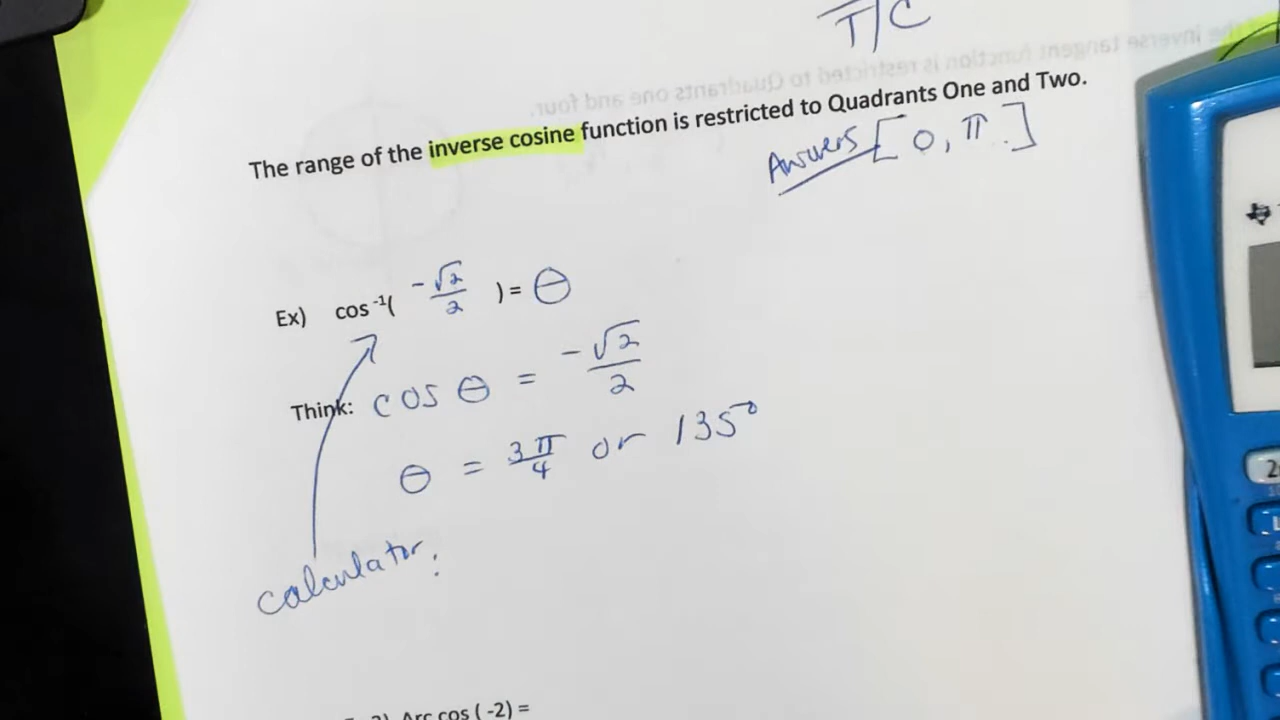 T/C
The range of the inverse cosine function is restricted to Quadrants One and Two.
Answers [0, π]
Ex) cos⁻¹( -√2/2 ) = θ
Think: cos θ = -√2/2
θ = 3π/4 or 135°
calculator:
Arc cos (-2) =